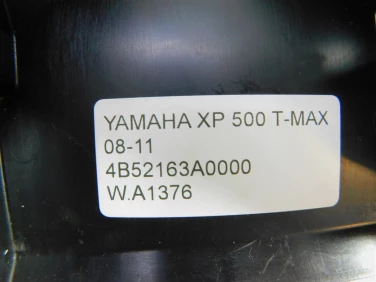 YAMAHA XP 500 T-MAX
08-11
4B52163A0000
W.A1376